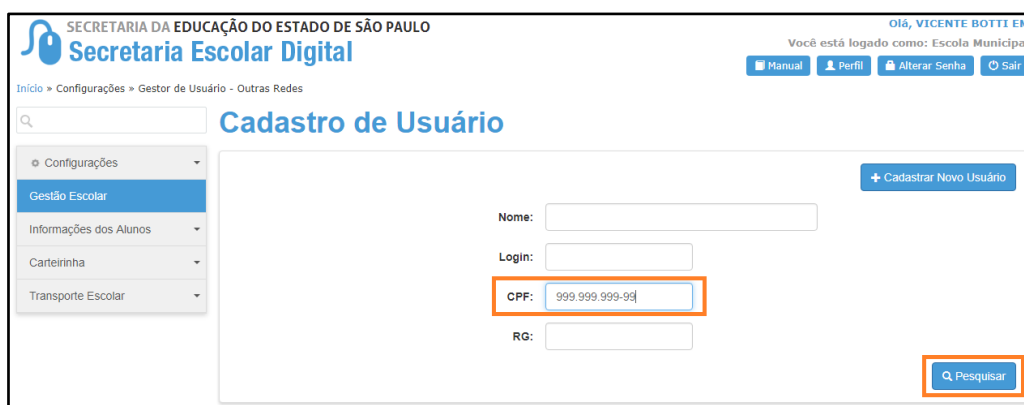 SECRETARIA DA EDUCAÇÃO DO ESTADO DE SÃO PAULO
Secretaria Escolar Digital
Olá, VICENTE BOTTI EM
Você está logado como: Escola Municipa
Manual Perfil Alterar Senha Sair
Início » Configurações » Gestor de Usuário - Outras Redes
Cadastro de Usuário
Configurações
Gestão Escolar
Informações dos Alunos
Carteirinha
Transporte Escolar
+ Cadastrar Novo Usuário
Nome:
Login:
CPF: 999.999.999-99
RG:
Pesquisar